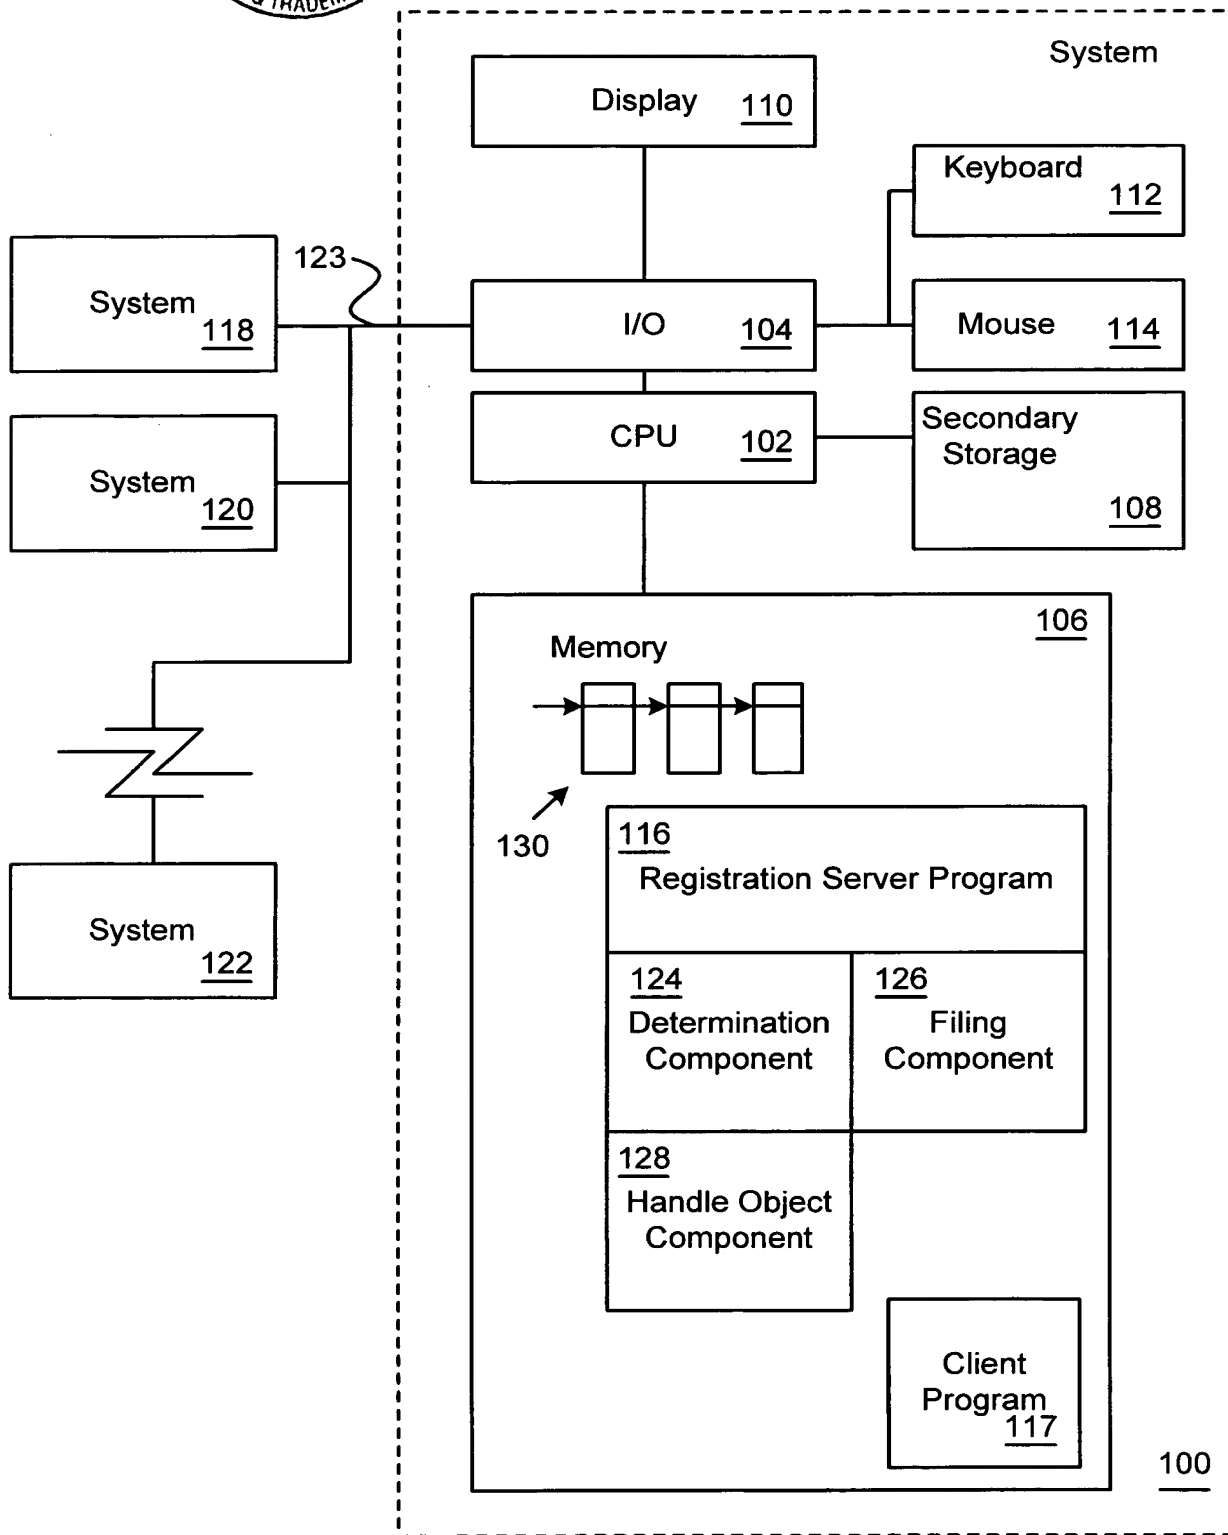 & TRADEM
System
Display 110
Keyboard
112
123
System
118
I/O 104
Mouse 114
CPU 102
Secondary
Storage
108
System
120
106
Memory
130
116
Registration Server Program
System
122
124
Determination
Component
126
Filing
Component
128
Handle Object
Component
Client
Program
117
100